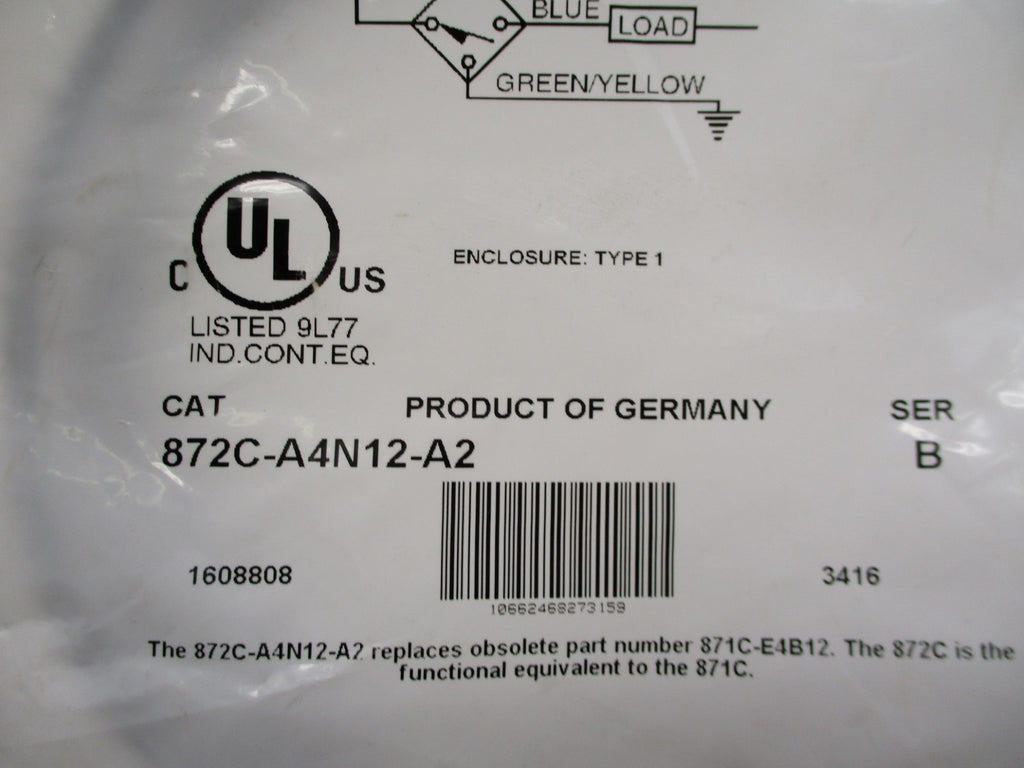 BLUE
LOAD
GREEN/YELLOW
C UL US
LISTED 9L77
IND.CONT.EQ.
ENCLOSURE: TYPE 1
CAT PRODUCT OF GERMANY SER
872C-A4N12-A2 B
1608808 3416
10662468273159
The 872C-A4N12-A2 replaces obsolete part number 871C-E4B12. The 872C is the
functional equivalent to the 871C.